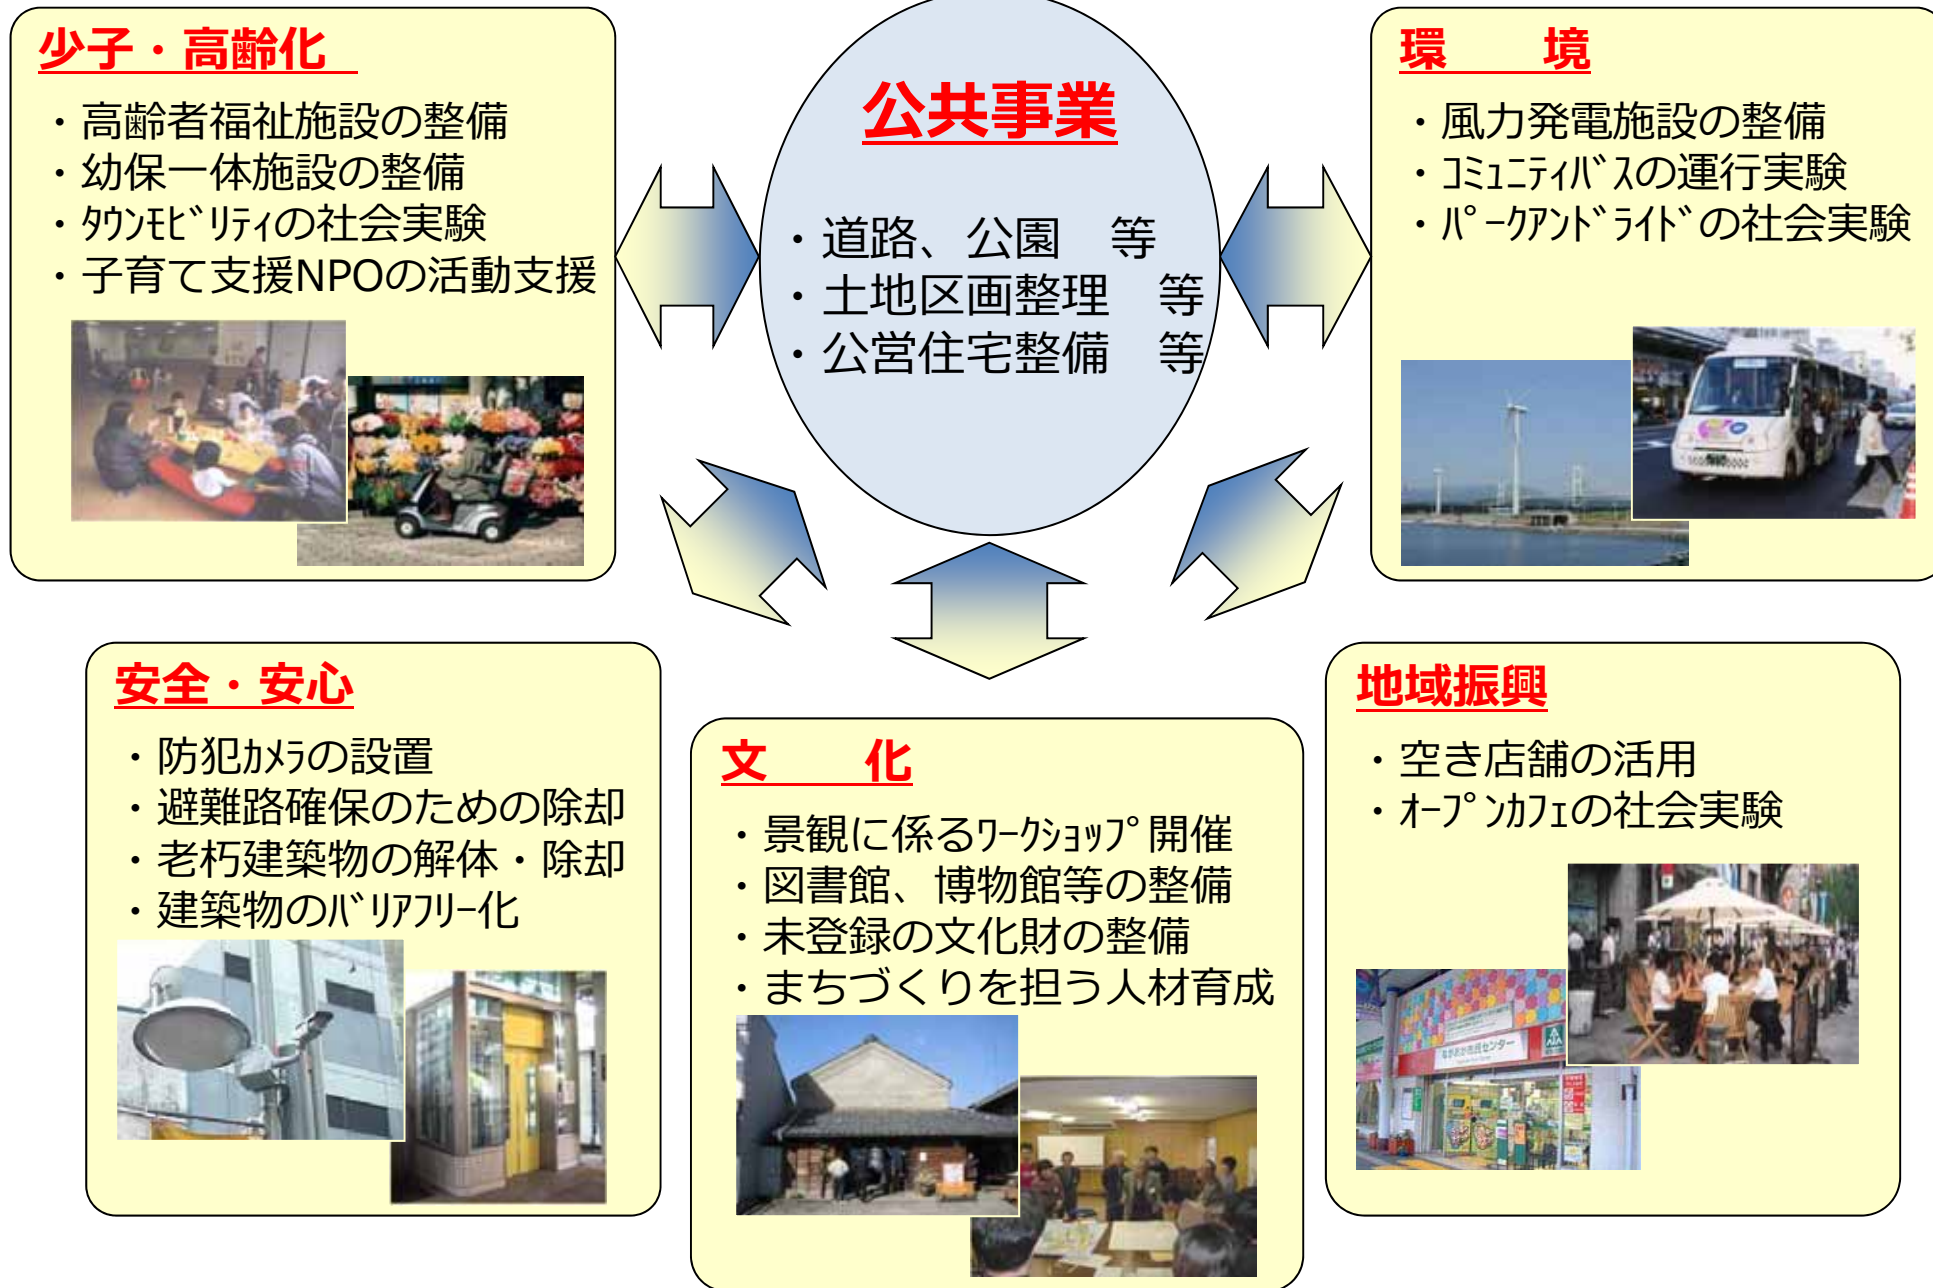 少子・高齢化
・高齢者福祉施設の整備
・幼保一体施設の整備
・ﾀｳﾝﾓﾋﾞﾘﾃｨの社会実験
・子育て支援NPOの活動支援
公共事業
・道路、公園　等
・土地区画整理　等
・公営住宅整備　等
環　　境
・風力発電施設の整備
・ｺﾐｭﾆﾃｨﾊﾞｽの運行実験
・ﾊﾟｰｸｱﾝﾄﾞﾗｲﾄﾞの社会実験
安全・安心
・防犯ｶﾒﾗの設置
・避難路確保のための除却
・老朽建築物の解体・除却
・建築物のﾊﾞﾘｱﾌﾘｰ化
文　　化
・景観に係るﾜｰｸｼｮｯﾌﾟ開催
・図書館、博物館等の整備
・未登録の文化財の整備
・まちづくりを担う人材育成
地域振興
・空き店舗の活用
・ｵｰﾌﾟﾝｶﾌｪの社会実験
ながおか市民センター